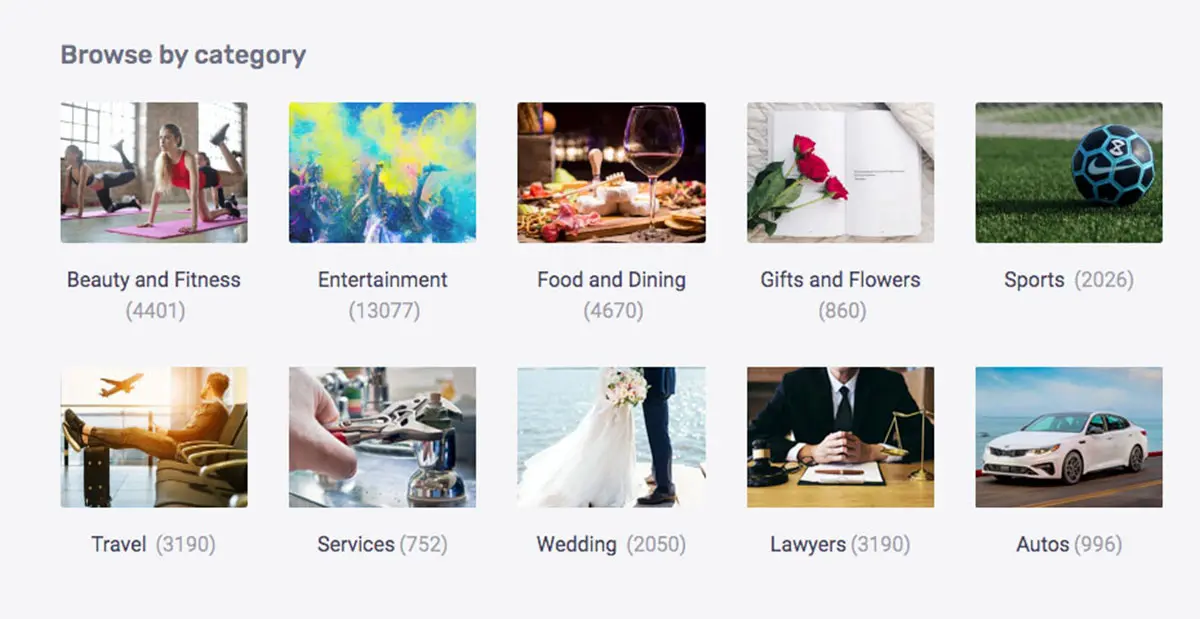 Browse by category
Beauty and Fitness
(4401)
Entertainment
(13077)
Food and Dining
(4670)
Gifts and Flowers
(860)
Sports (2026)
Travel (3190)
Services (752)
Wedding (2050)
Lawyers (3190)
Autos (996)